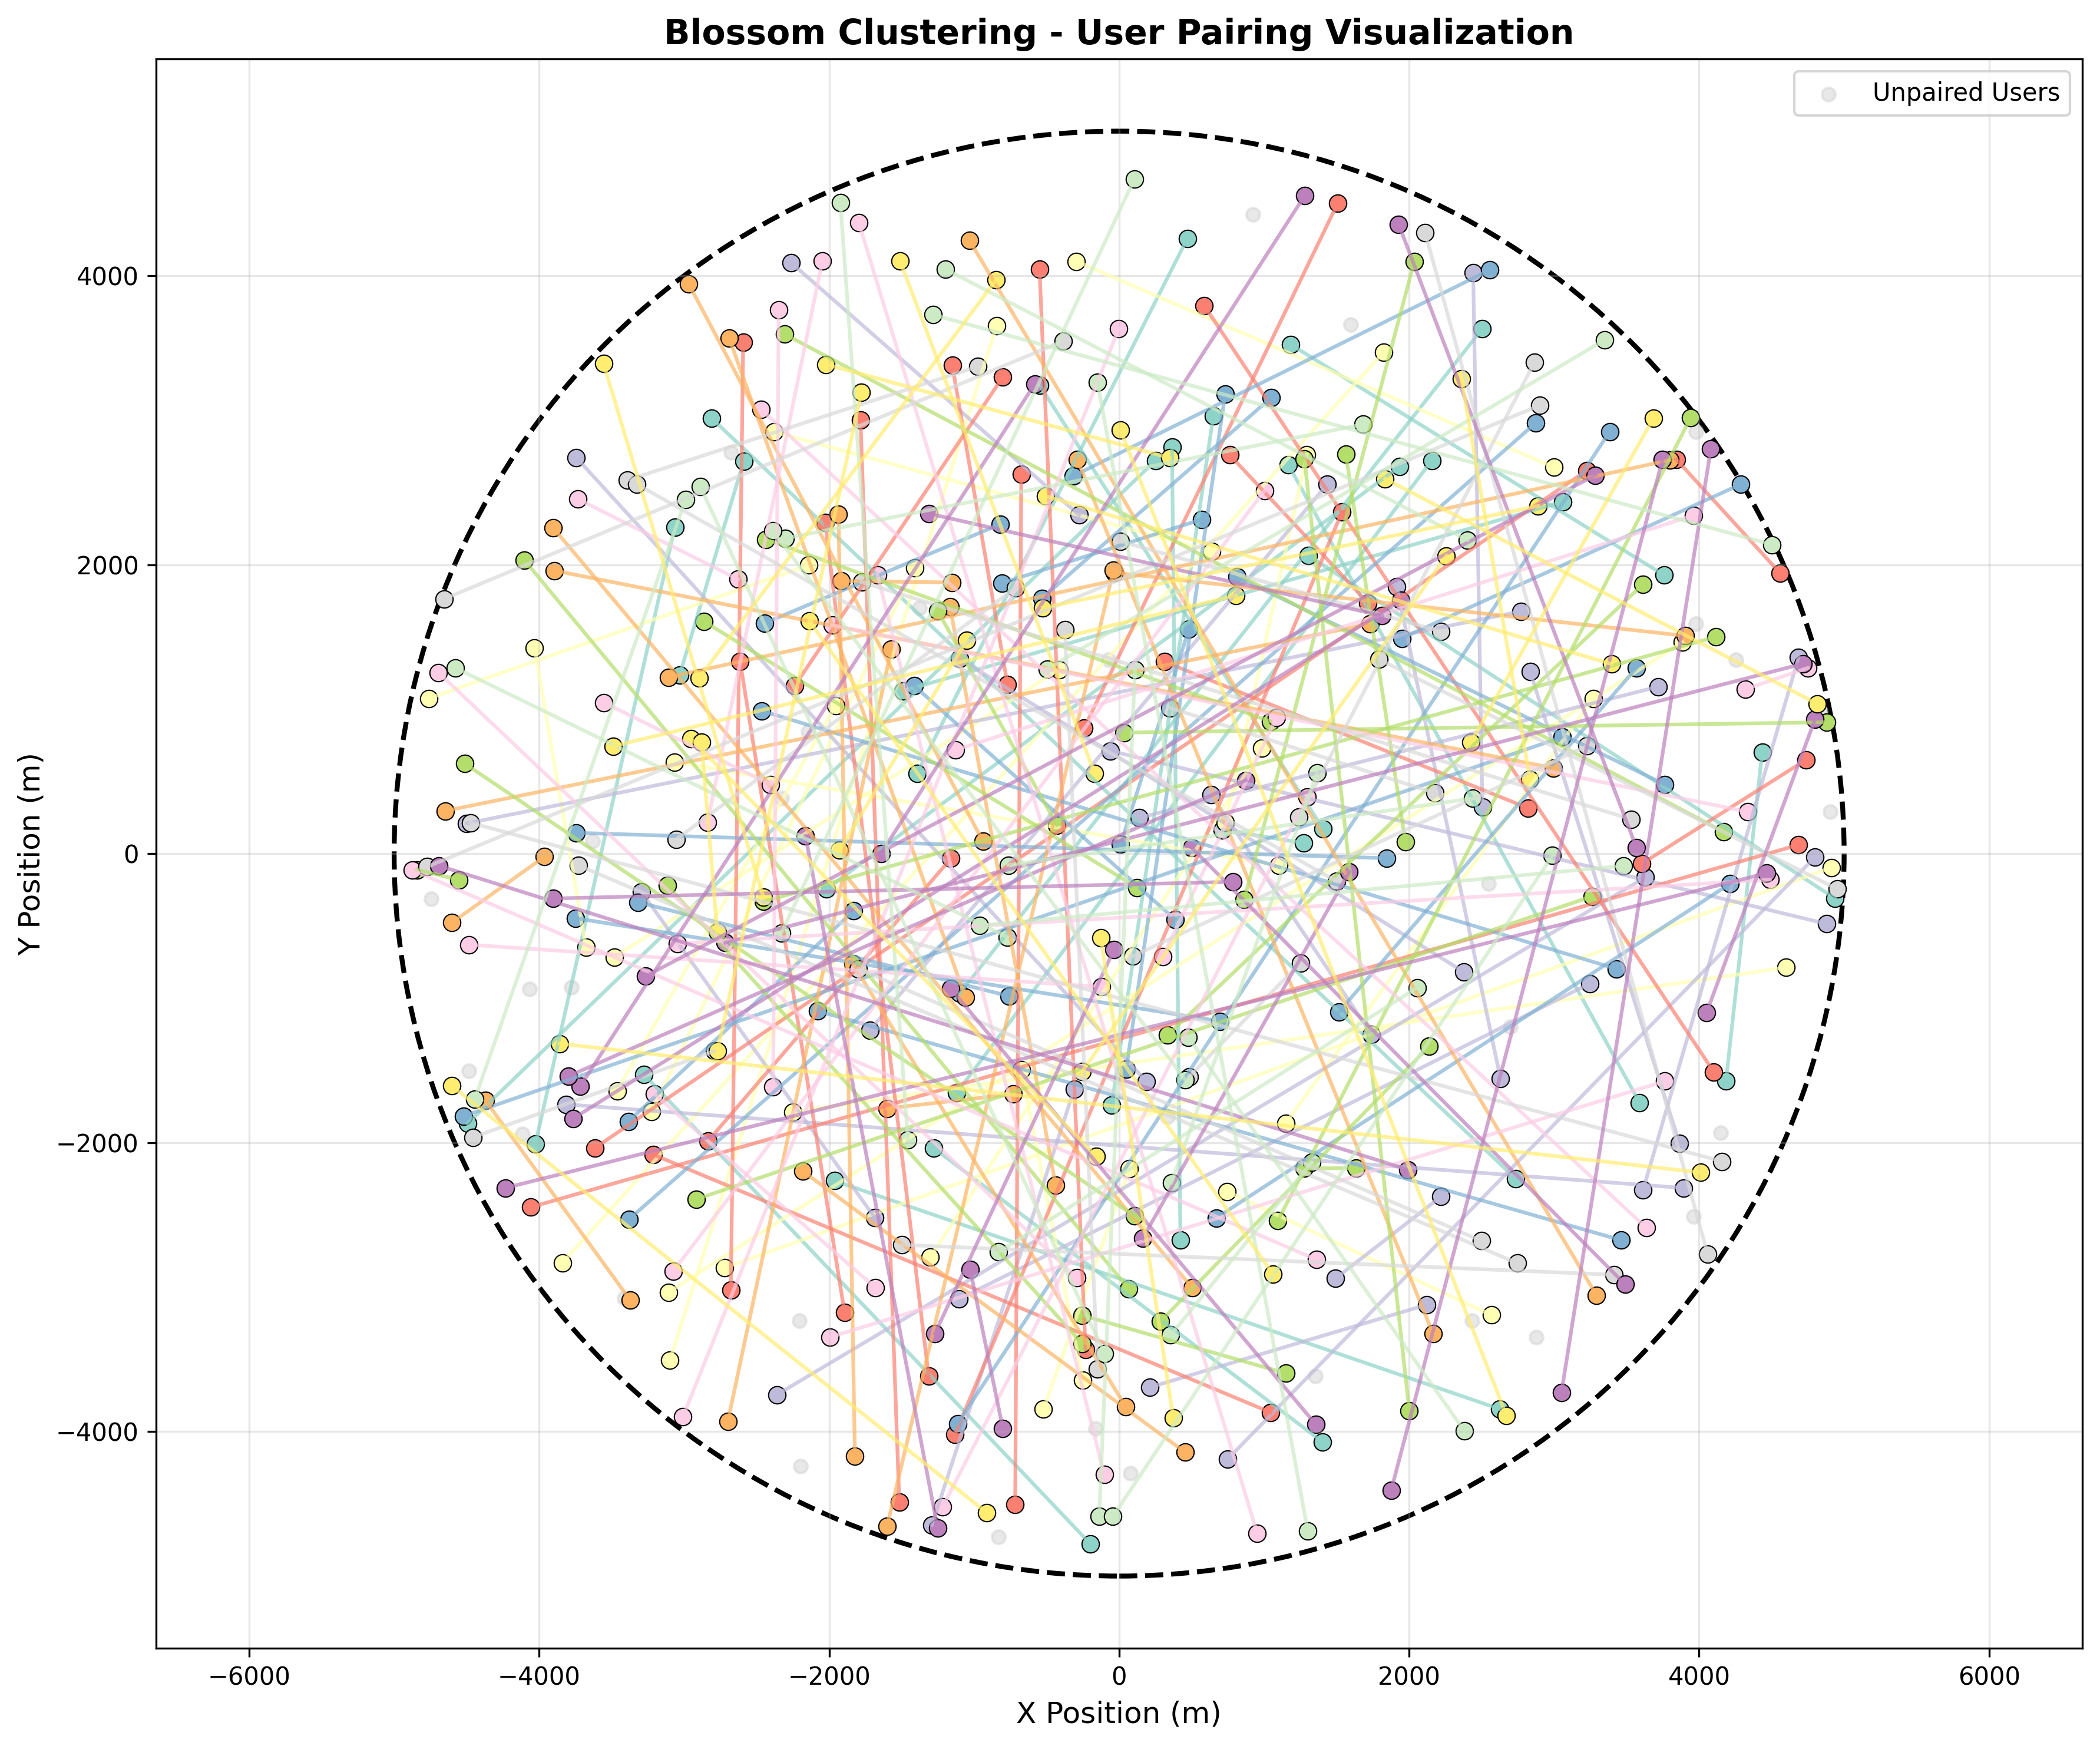 Blossom Clustering - User Pairing Visualization
Unpaired Users
4000
2000
0
−2000
−4000
Y Position (m)
−6000 −4000 −2000 0 2000 4000 6000
X Position (m)